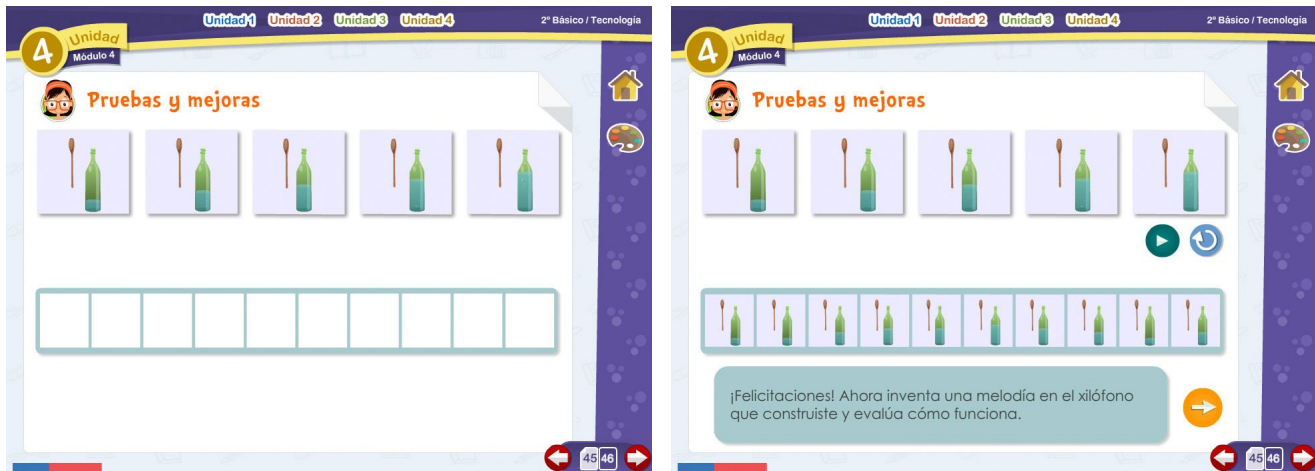 Unidad 1 Unidad 2 Unidad 3 Unidad 4
2º Básico / Tecnología
4 Unidad
Módulo 4
Pruebas y mejoras
45 46
Unidad 1 Unidad 2 Unidad 3 Unidad 4
2º Básico / Tecnología
4 Unidad
Módulo 4
Pruebas y mejoras
¡Felicitaciones! Ahora inventa una melodía en el xilófono
que construiste y evalúa cómo funciona.
45 46